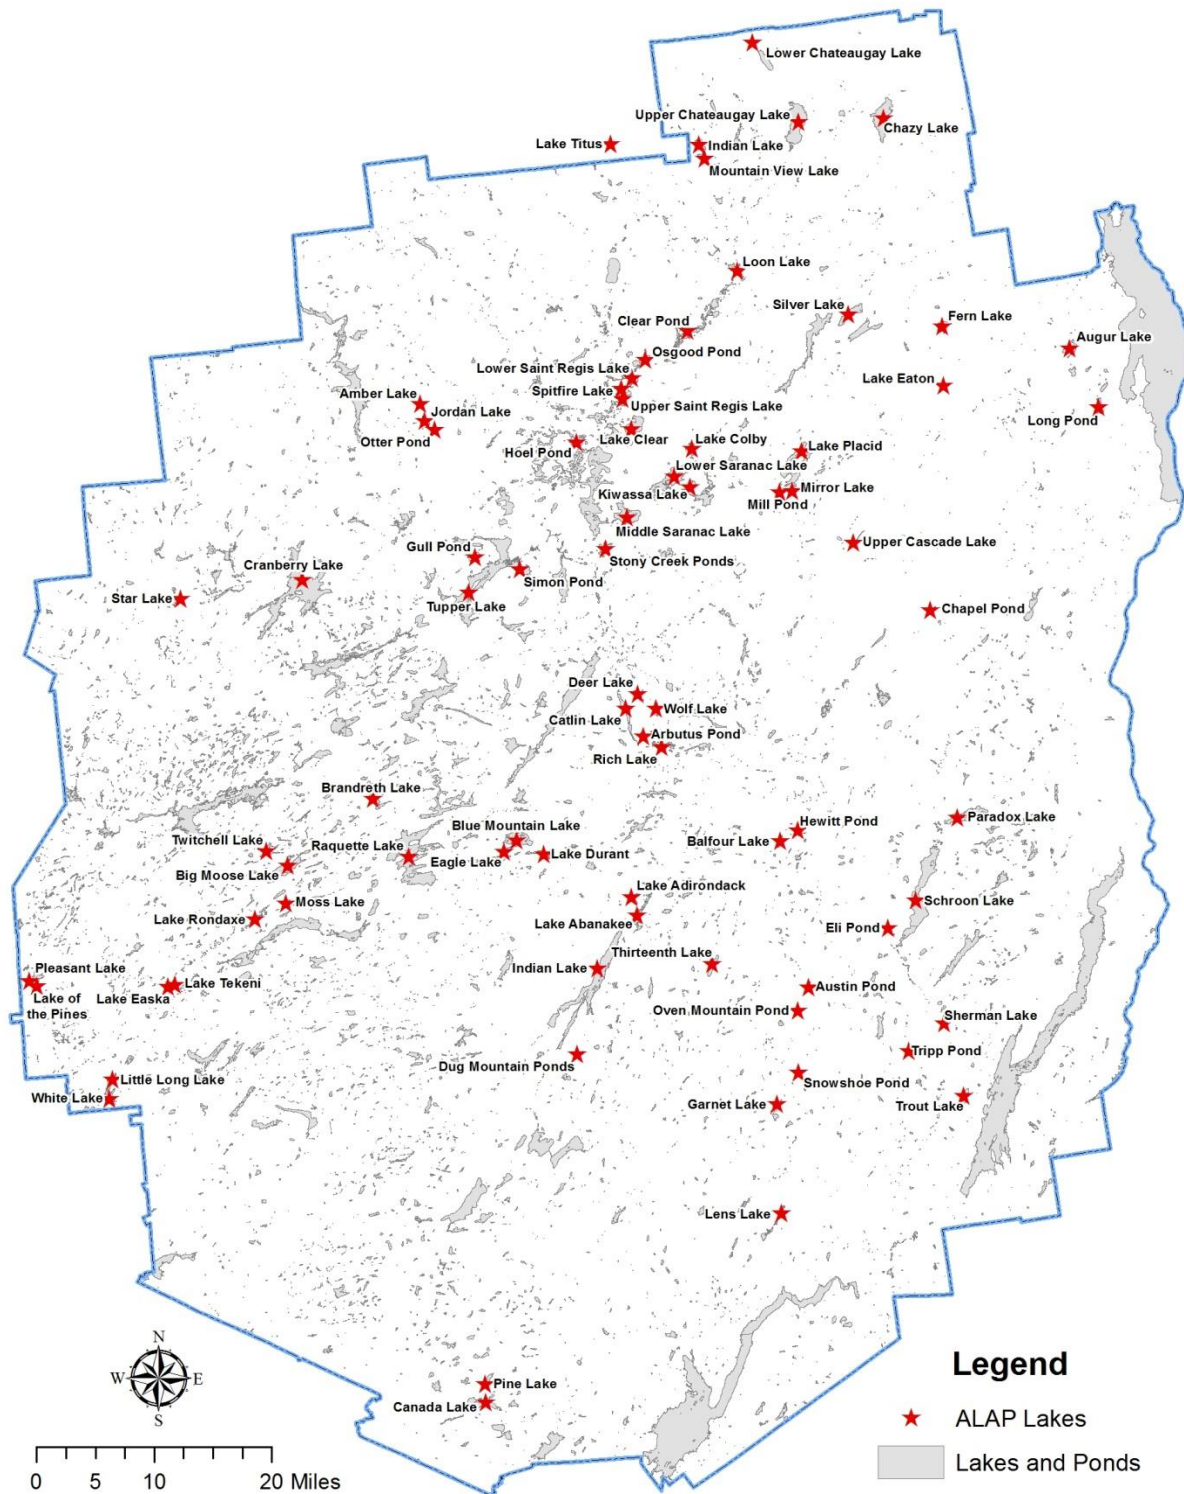 Lower Chateaugay Lake
Upper Chateaugay Lake
Chazy Lake
Lake Titus
Indian Lake
Mountain View Lake
Loon Lake
Silver Lake
Fern Lake
Clear Pond
Augur Lake
Osgood Pond
Lower Saint Regis Lake
Lake Eaton
Spitfire Lake
Amber Lake
Upper Saint Regis Lake
Jordan Lake
Long Pond
Otter Pond
Lake Clear
Lake Colby
Hoel Pond
Lake Placid
Lower Saranac Lake
Mirror Lake
Kiwassa Lake
Mill Pond
Middle Saranac Lake
Upper Cascade Lake
Gull Pond
Stony Creek Ponds
Cranberry Lake
Simon Pond
Star Lake
Tupper Lake
Chapel Pond
Deer Lake
Wolf Lake
Catlin Lake
Arbutus Pond
Rich Lake
Brandreth Lake
Paradox Lake
Hewitt Pond
Blue Mountain Lake
Twitchell Lake
Raquette Lake
Balfour Lake
Eagle Lake
Lake Durant
Big Moose Lake
Lake Adirondack
Moss Lake
Schroon Lake
Lake Rondaxe
Lake Abanakee
Eli Pond
Thirteenth Lake
Pleasant Lake
Indian Lake
Lake Tekeni
Austin Pond
Lake of
the Pines
Lake Easka
Oven Mountain Pond
Sherman Lake
Tripp Pond
Dug Mountain Ponds
Little Long Lake
Snowshoe Pond
White Lake
Garnet Lake
Trout Lake
Lens Lake
N
W
E
S
Pine Lake
Canada Lake
Legend
ALAP Lakes
Lakes and Ponds
0 5 10 20 Miles